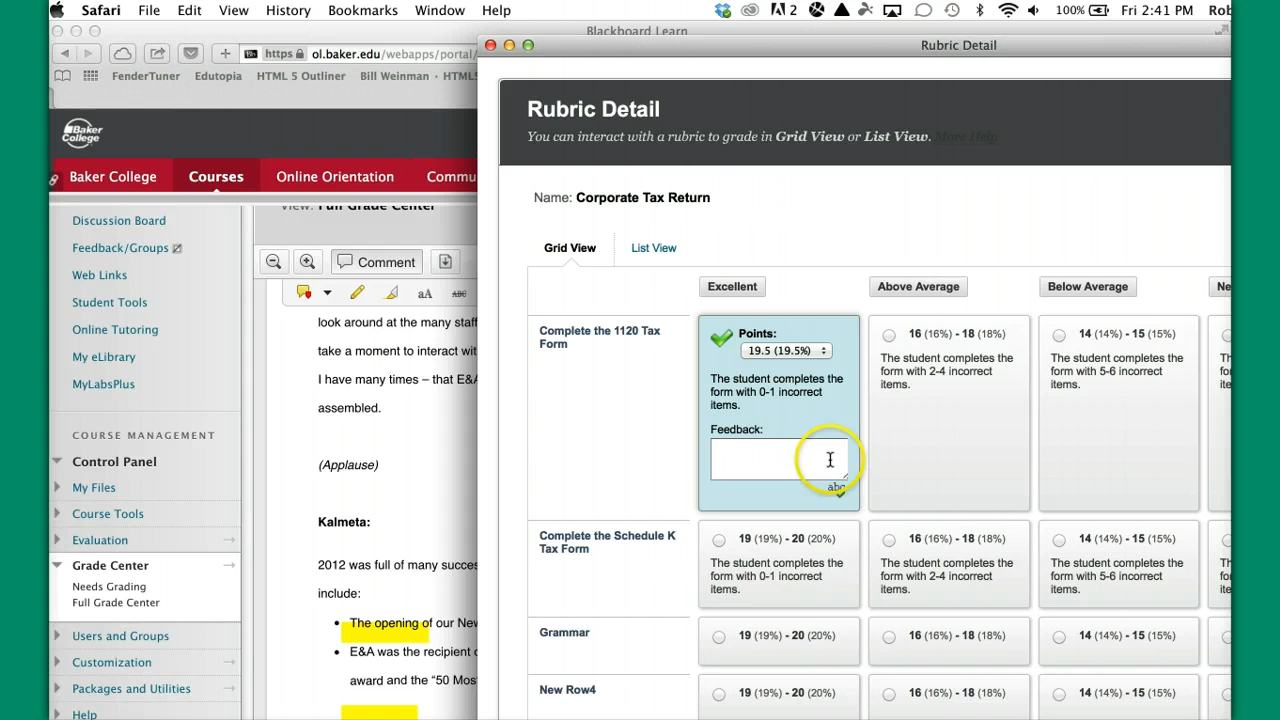 Safari File Edit View History Bookmarks Window Help 2 100% Fri 2:41 PM Rob
Blackboard Learn
Rubric Detail
https ol.baker.edu/webapps/portal/
FenderTuner Edutopia HTML 5 Outliner Bill Weinman - HTML
Baker College
Baker College Courses Online Orientation Commu
Discussion Board
Feedback/Groups
Web Links
Student Tools
Online Tutoring
My eLibrary
MyLabsPlus
COURSE MANAGEMENT
Control Panel
My Files
Course Tools
Evaluation
Grade Center
Needs Grading
Full Grade Center
Users and Groups
Customization
Packages and Utilities
Help
View: Full Grade Center
Comment
look around at the many staff
take a moment to interact wit
I have many times – that E&A
assembled.
(Applause)
Kalmeta:
2012 was full of many succes
include:
• The opening of our New
• E&A was the recipient o
award and the “50 Mos
Rubric Detail
You can interact with a rubric to grade in Grid View or List View. More Help
Name: Corporate Tax Return
Grid View List View
Excellent Above Average Below Average Ne
Complete the 1120 Tax
Form
Points:
19.5 (19.5%)
The student completes the
form with 0-1 incorrect
items.
Feedback:
abc
16 (16%) - 18 (18%)
The student completes the
form with 2-4 incorrect
items.
14 (14%) - 15 (15%)
The student completes the
form with 5-6 incorrect
items.
Complete the Schedule K
Tax Form
19 (19%) - 20 (20%)
The student completes the
form with 0-1 incorrect
items.
16 (16%) - 18 (18%)
The student completes the
form with 2-4 incorrect
items.
14 (14%) - 15 (15%)
The student completes the
form with 5-6 incorrect
items.
Grammar
19 (19%) - 20 (20%)
16 (16%) - 18 (18%)
14 (14%) - 15 (15%)
New Row4
19 (19%) - 20 (20%)
16 (16%) - 18 (18%)
14 (14%) - 15 (15%)